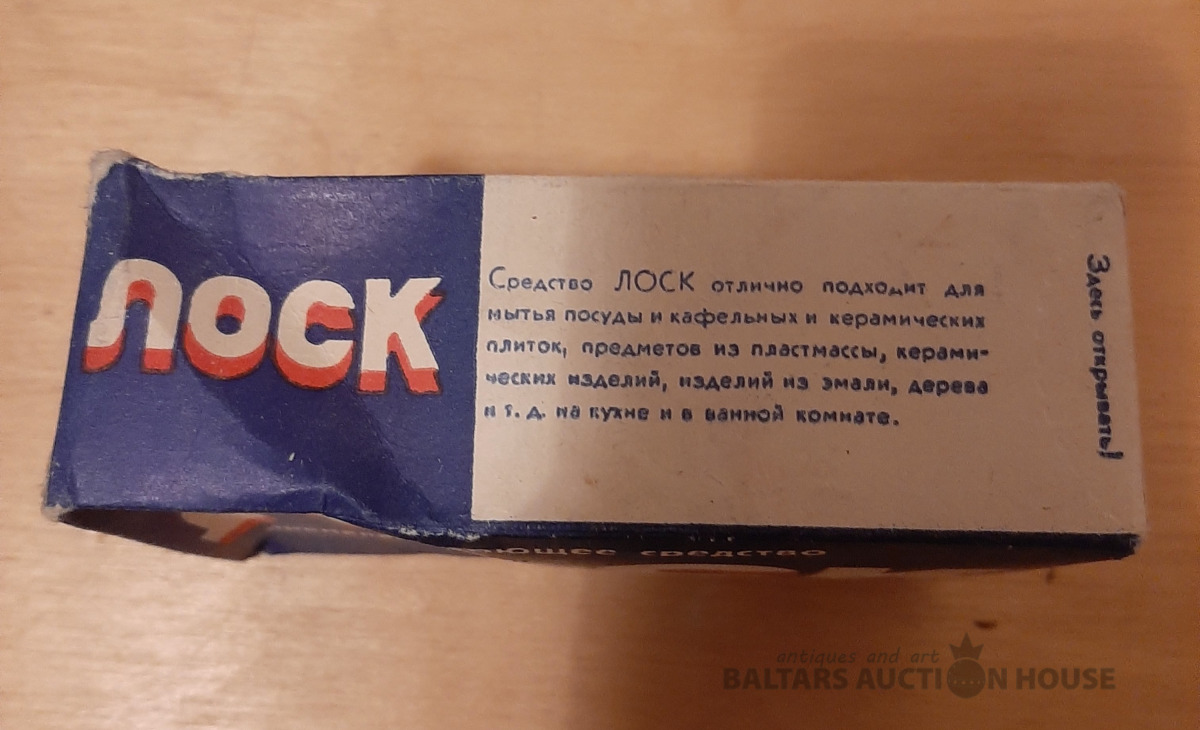 ЛОСК
Средство ЛОСК отлично подходит для
мытья посуды и кафельных и керамических
плиток, предметов из пластмассы, керами-
ческих изделий, изделий из эмали, дерева
и т. д. на кухне и в ванной комнате.
Здесь открывать!
средство
antiques and art
BALTARS AUCTION HOUSE